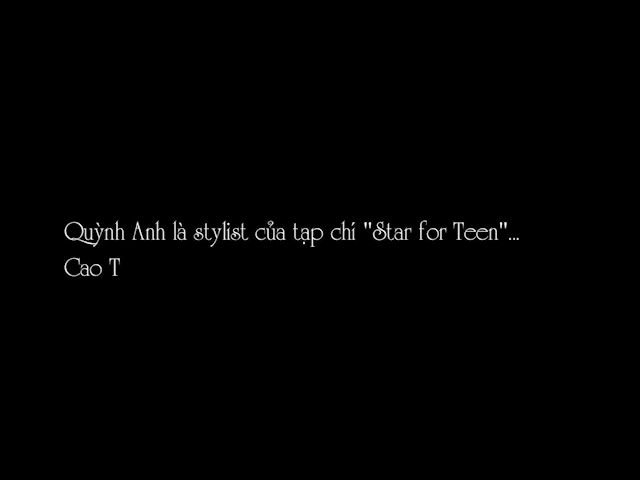 Quỳnh Anh là stylist của tạp chí "Star for Teen"...
Cao T